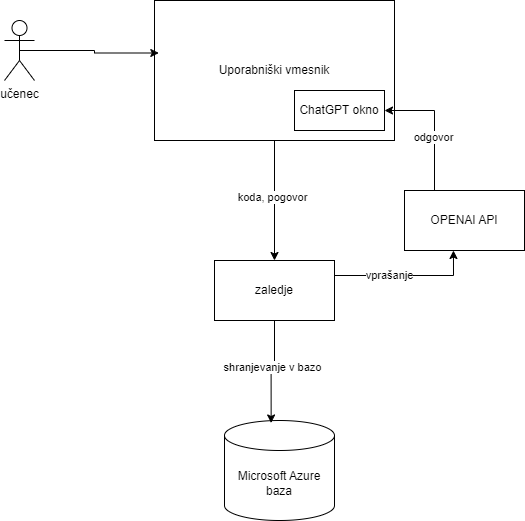 učenec
Uporabniški vmesnik
ChatGPT okno
odgovor
koda, pogovor
OPENAI API
zaledje
vprašanje
shranjevanje v bazo
Microsoft Azure
baza